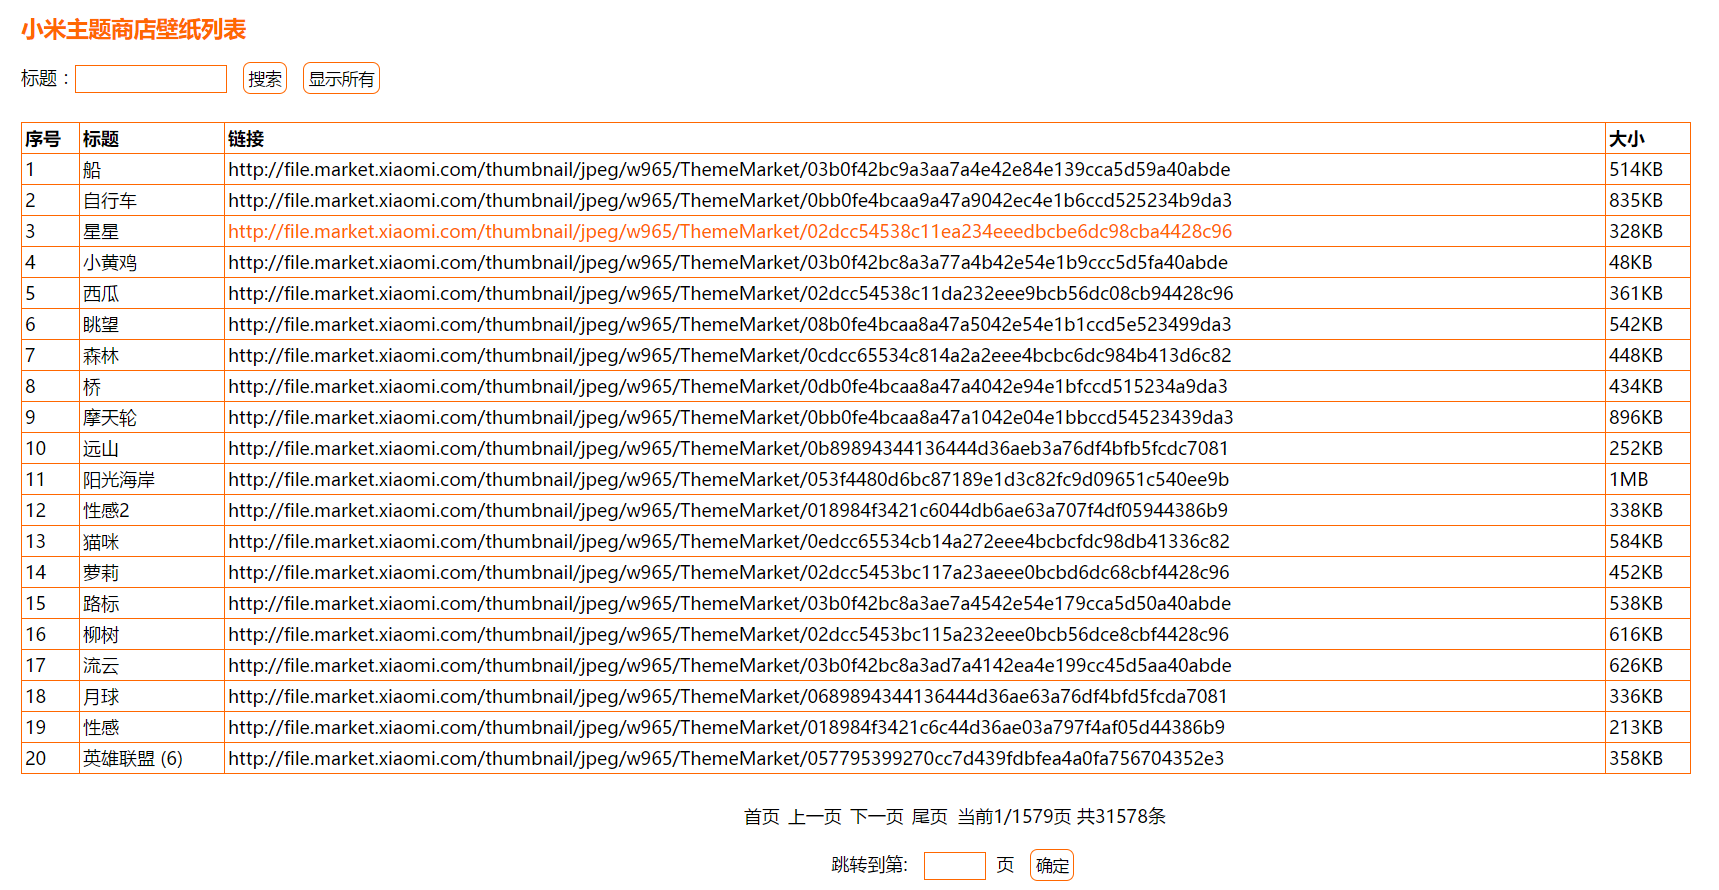 小米主题商店壁纸列表
标题： 搜索 显示所有
序号 标题 链接 大小
1 船 http://file.market.xiaomi.com/thumbnail/jpeg/w965/ThemeMarket/03b0f42bc9a3aa7a4e42e84e139cca5d59a40abde 514KB
2 自行车 http://file.market.xiaomi.com/thumbnail/jpeg/w965/ThemeMarket/0bb0fe4bcaa9a47a9042ec4e1b6ccd525234b9da3 835KB
3 星星 http://file.market.xiaomi.com/thumbnail/jpeg/w965/ThemeMarket/02dcc54538c11ea234eeedbcbe6dc98cba4428c96 328KB
4 小黄鸡 http://file.market.xiaomi.com/thumbnail/jpeg/w965/ThemeMarket/03b0f42bc8a3a77a4b42e54e1b9ccc5d5fa40abde 48KB
5 西瓜 http://file.market.xiaomi.com/thumbnail/jpeg/w965/ThemeMarket/02dcc54538c11da232eee9bcb56dc08cb94428c96 361KB
6 眺望 http://file.market.xiaomi.com/thumbnail/jpeg/w965/ThemeMarket/08b0fe4bcaa8a47a5042e54e1b1ccd5e523499da3 542KB
7 森林 http://file.market.xiaomi.com/thumbnail/jpeg/w965/ThemeMarket/0cdcc65534c814a2a2eee4bcbc6dc984b413d6c82 448KB
8 桥 http://file.market.xiaomi.com/thumbnail/jpeg/w965/ThemeMarket/0db0fe4bcaa8a47a4042e94e1bfccd515234a9da3 434KB
9 摩天轮 http://file.market.xiaomi.com/thumbnail/jpeg/w965/ThemeMarket/0bb0fe4bcaa8a47a1042e04e1bbccd54523439da3 896KB
10 远山 http://file.market.xiaomi.com/thumbnail/jpeg/w965/ThemeMarket/0b89894344136444d36aeb3a76df4bfb5fcdc7081 252KB
11 阳光海岸 http://file.market.xiaomi.com/thumbnail/jpeg/w965/ThemeMarket/053f4480d6bc87189e1d3c82fc9d09651c540ee9b 1MB
12 性感2 http://file.market.xiaomi.com/thumbnail/jpeg/w965/ThemeMarket/018984f3421c6044db6ae63a707f4df05944386b9 338KB
13 猫咪 http://file.market.xiaomi.com/thumbnail/jpeg/w965/ThemeMarket/0edcc65534cb14a272eee4bcbcfdc98db41336c82 584KB
14 萝莉 http://file.market.xiaomi.com/thumbnail/jpeg/w965/ThemeMarket/02dcc5453bc117a23aeee0bcbd6dc68cbf4428c96 452KB
15 路标 http://file.market.xiaomi.com/thumbnail/jpeg/w965/ThemeMarket/03b0f42bc8a3ae7a4542e54e179cca5d50a40abde 538KB
16 柳树 http://file.market.xiaomi.com/thumbnail/jpeg/w965/ThemeMarket/02dcc5453bc115a232eee0bcb56dce8cbf4428c96 616KB
17 流云 http://file.market.xiaomi.com/thumbnail/jpeg/w965/ThemeMarket/03b0f42bc8a3ad7a4142ea4e199cc45d5aa40abde 626KB
18 月球 http://file.market.xiaomi.com/thumbnail/jpeg/w965/ThemeMarket/0689894344136444d36ae63a76df4bfd5fcda7081 336KB
19 性感 http://file.market.xiaomi.com/thumbnail/jpeg/w965/ThemeMarket/018984f3421c6c44d36ae03a797f4af05d44386b9 213KB
20 英雄联盟 (6) http://file.market.xiaomi.com/thumbnail/jpeg/w965/ThemeMarket/057795399270cc7d439fdbfea4a0fa756704352e3 358KB
首页 上一页 下一页 尾页 当前1/1579页 共31578条
跳转到第: 页 确定